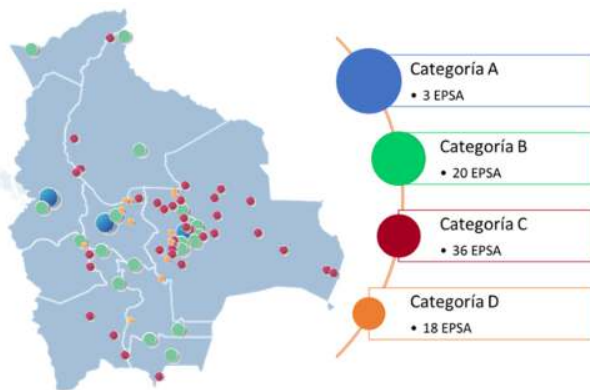 Categoría A
• 3 EPSA
Categoría B
• 20 EPSA
Categoría C
• 36 EPSA
Categoría D
• 18 EPSA